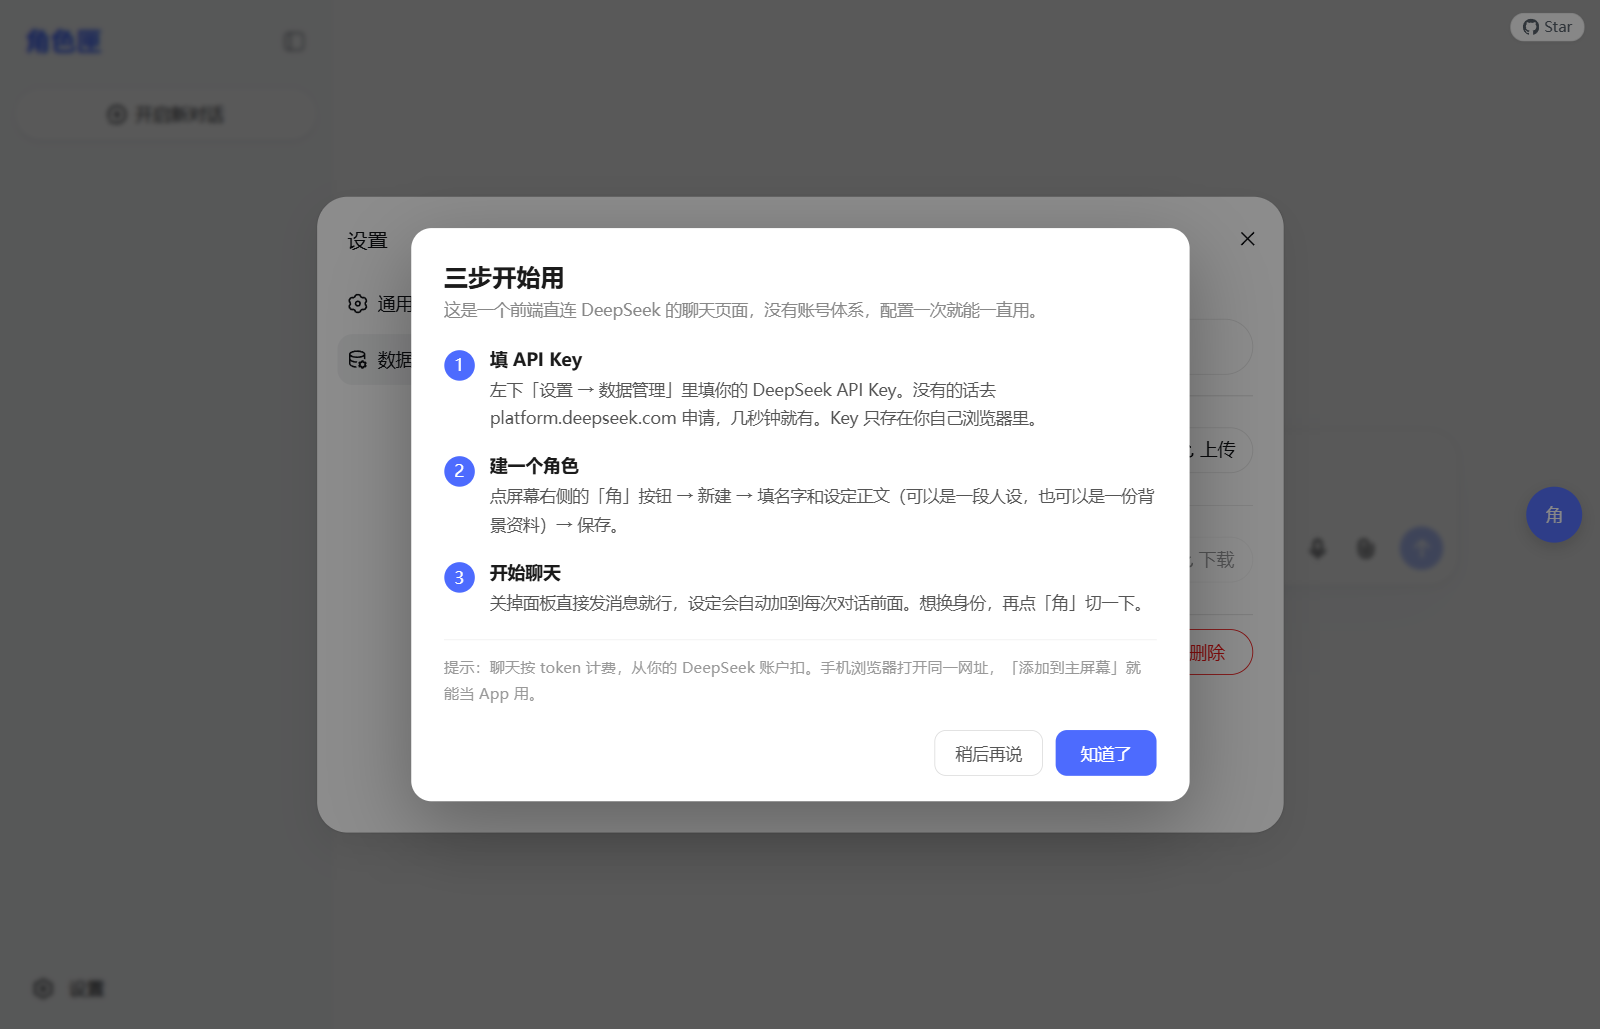 角色匣
Star
开启新对话
设置
通用
数据
三步开始用
这是一个前端直连 DeepSeek 的聊天页面，没有账号体系，配置一次就能一直用。
1
填 API Key
左下「设置 → 数据管理」里填你的 DeepSeek API Key。没有的话去
platform.deepseek.com 申请，几秒钟就有。Key 只存在你自己浏览器里。
2
建一个角色
点屏幕右侧的「角」按钮 → 新建 → 填名字和设定正文（可以是一段人设，也可以是一份背
景资料）→ 保存。
3
开始聊天
关掉面板直接发消息就行，设定会自动加到每次对话前面。想换身份，再点「角」切一下。
提示：聊天按 token 计费，从你的 DeepSeek 账户扣。手机浏览器打开同一网址，「添加到主屏幕」就
能当 App 用。
稍后再说
知道了
上传
下载
删除
角
设置